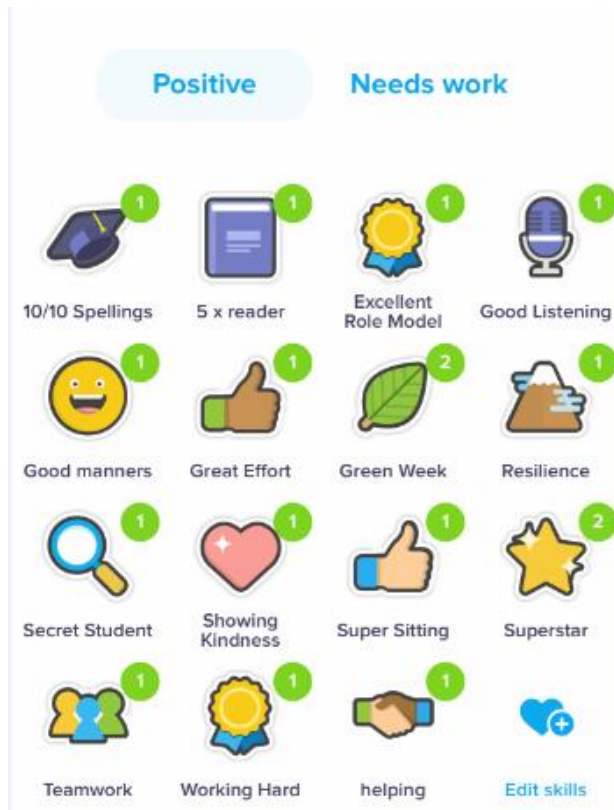 Positive Needs work
1 1 1 1
10/10 Spellings 5 x reader Excellent Role Model Good Listening
1 1 2 1
Good manners Great Effort Green Week Resilience
1 1 1 2
Secret Student Showing Kindness Super Sitting Superstar
1 1 1
Teamwork Working Hard helping Edit skills